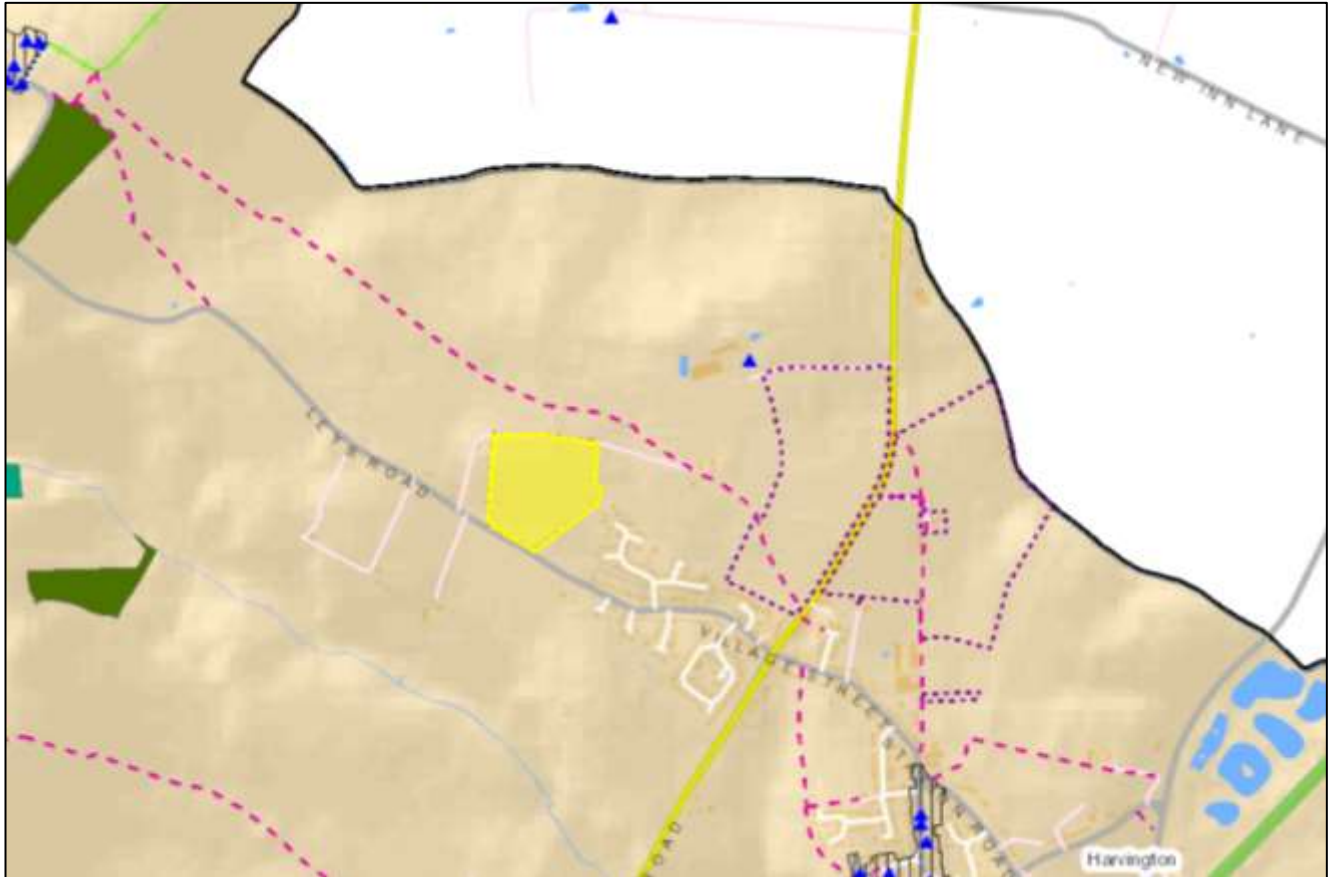 NEW INN LANE
LEYS ROAD
VILLAGE STREET
STATION ROAD
ROAD
Harvington